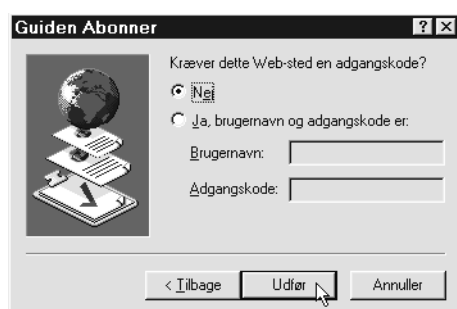 Guiden Abonner
Kræver dette Web-sted en adgangskode?
Nej
Ja, brugernavn og adgangskode er:
Brugernavn:
Adgangskode:
< Tilbage Udfør Annuller